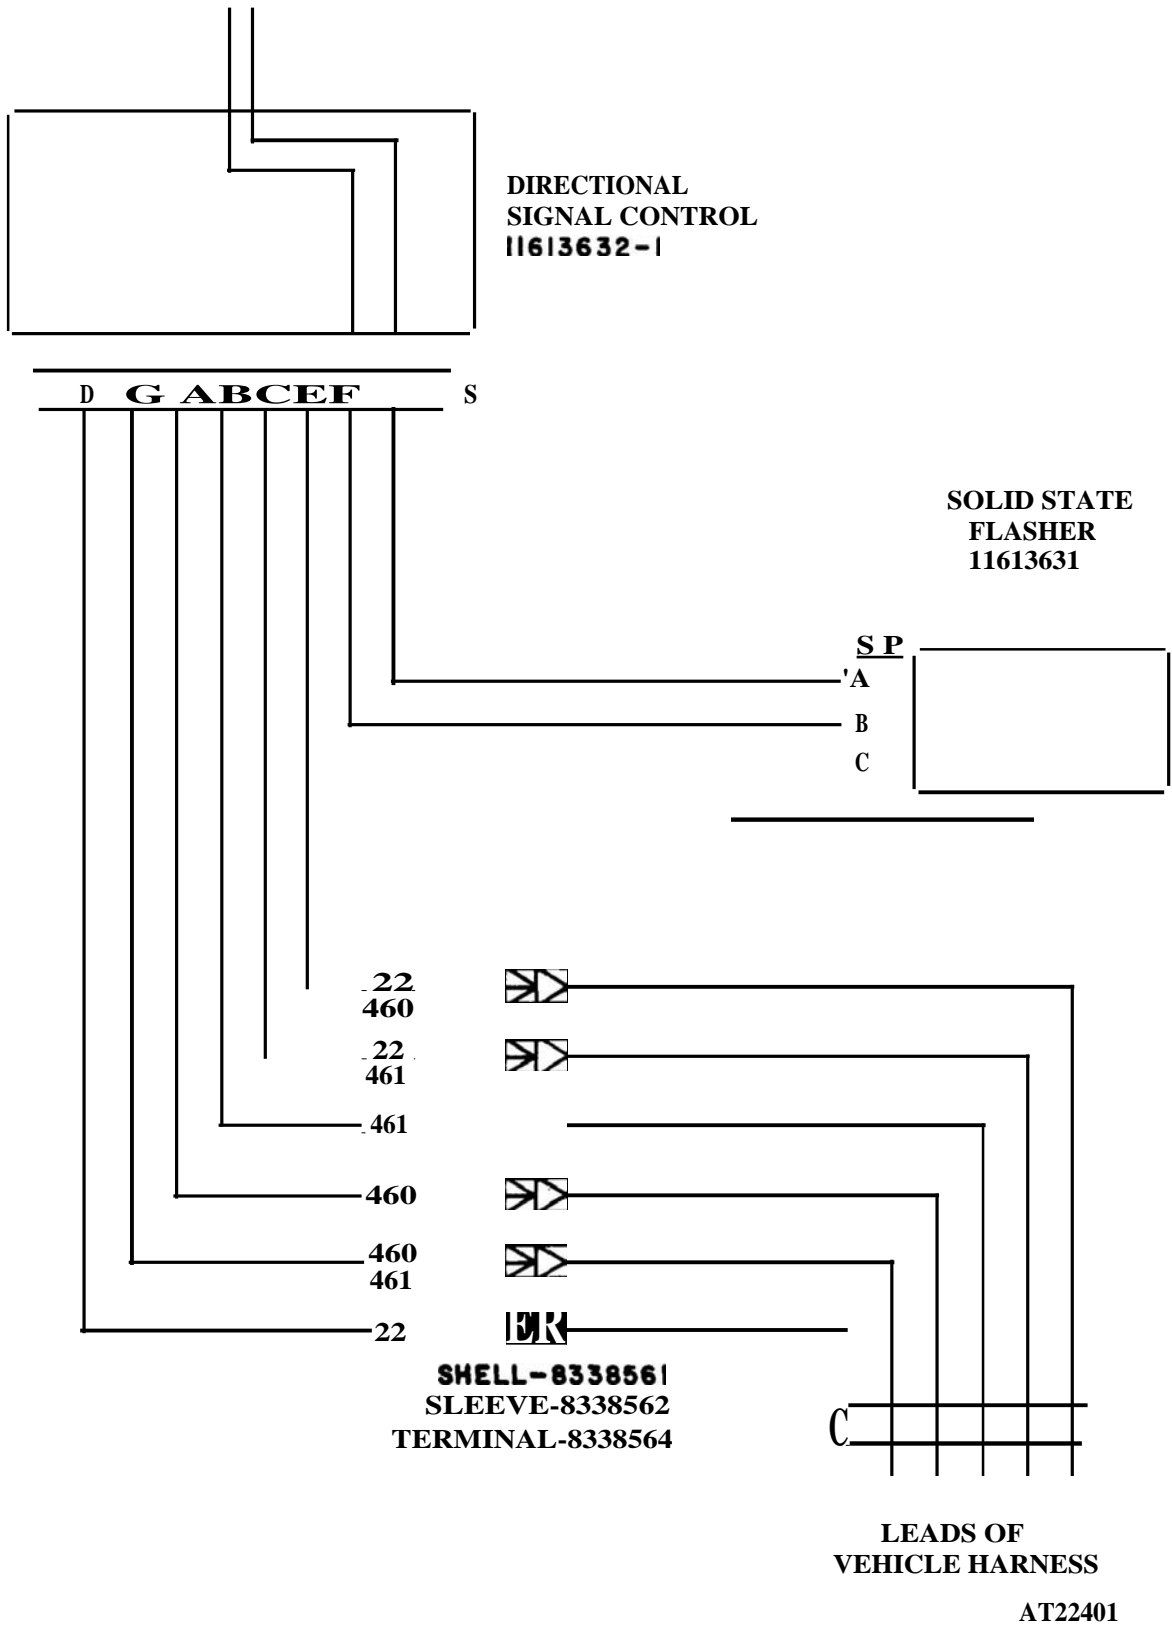 DIRECTIONAL
SIGNAL CONTROL
11613632-1
D G ABCEF S
SOLID STATE
FLASHER
11613631
S P
'A
B
C
22
460
22
461
461
460
460
461
22
ER
SHELL-8338561
SLEEVE-8338562
TERMINAL-8338564
C
LEADS OF
VEHICLE HARNESS
AT22401